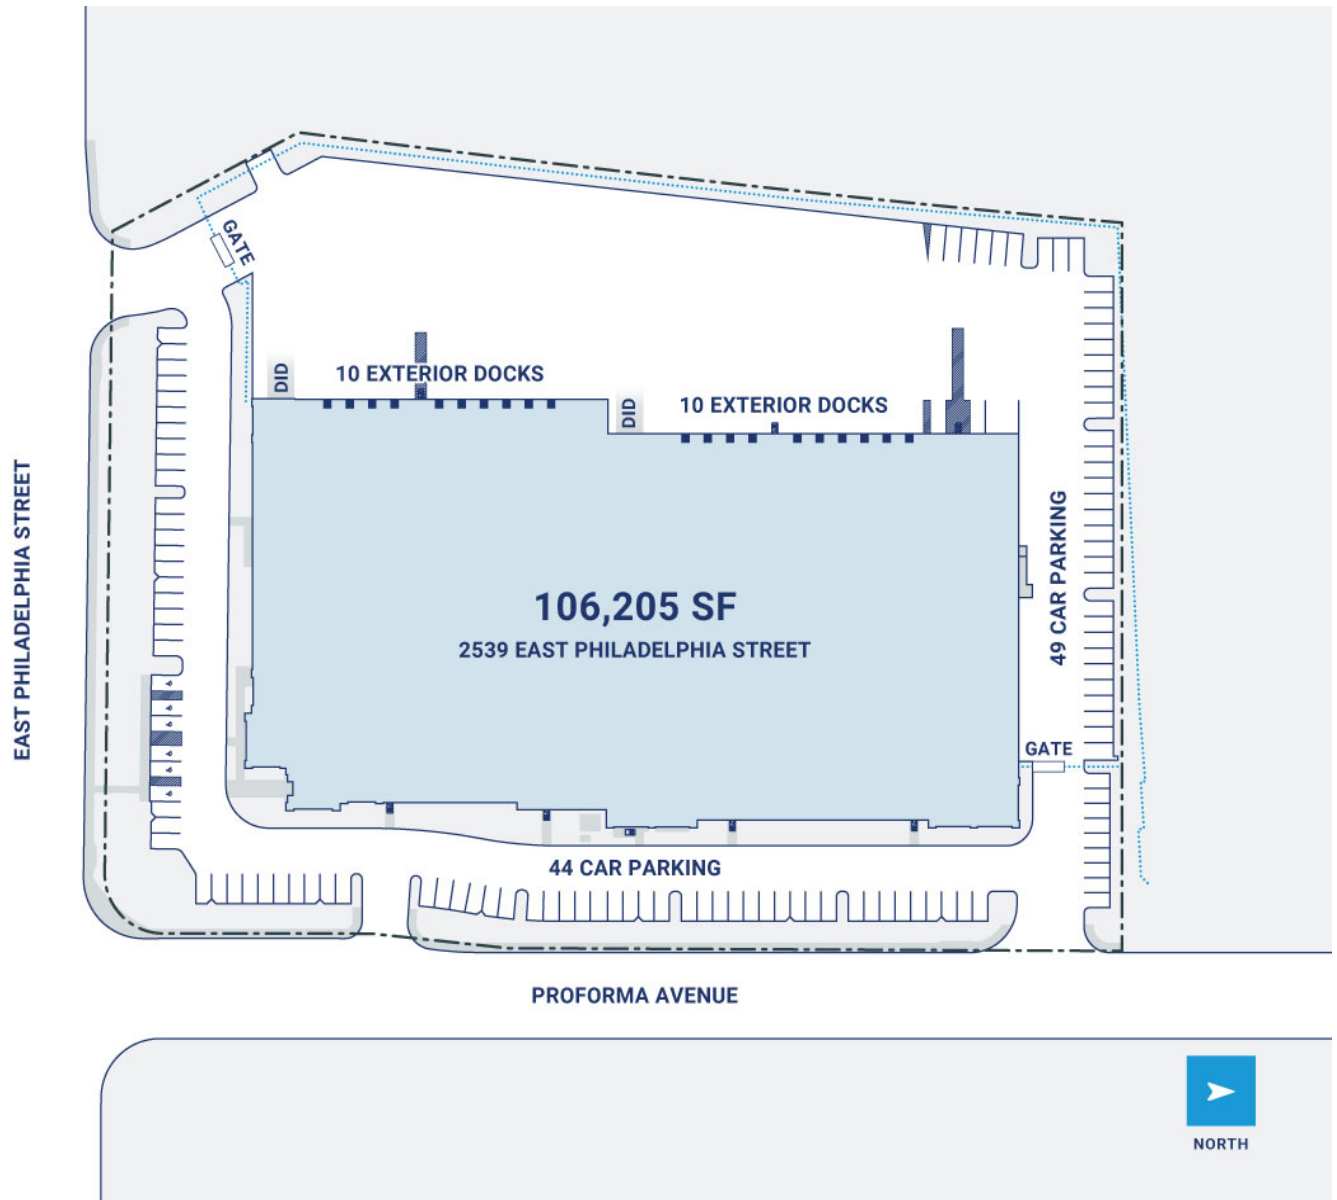 GATE
DID
10 EXTERIOR DOCKS
DID
10 EXTERIOR DOCKS
EAST PHILADELPHIA STREET
106,205 SF
2539 EAST PHILADELPHIA STREET
49 CAR PARKING
GATE
44 CAR PARKING
PROFORMA AVENUE
NORTH